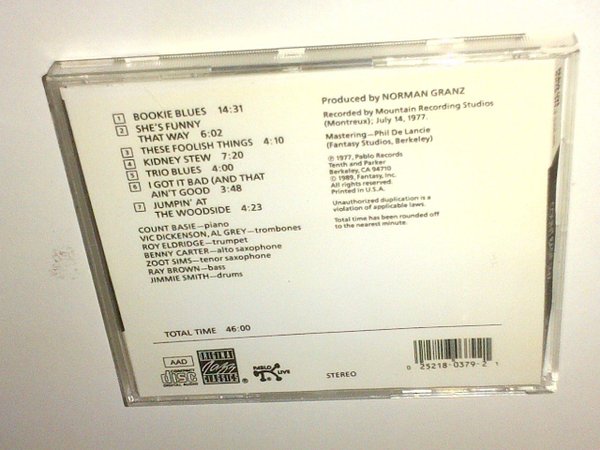 1 BOOKIE BLUES 14:31
2 SHE'S FUNNY
THAT WAY 6:02
3 THESE FOOLISH THINGS 4:10
4 KIDNEY STEW 7:20
5 TRIO BLUES 4:00
6 I GOT IT BAD (AND THAT
AIN'T GOOD 3:48
7 JUMPIN' AT
THE WOODSIDE 4:23
COUNT BASIE—piano
VIC DICKENSON, AL GREY—trombones
ROY ELDRIDGE—trumpet
BENNY CARTER—alto saxophone
ZOOT SIMS—tenor saxophone
RAY BROWN—bass
JIMMIE SMITH—drums
TOTAL TIME 46:00
Produced by NORMAN GRANZ
Recorded by Mountain Recording Studios
(Montreux); July 14, 1977.
Mastering—Phil De Lancie
(Fantasy Studios, Berkeley)
℗ 1977, Pablo Records
Tenth and Parker
Berkeley, CA 94710
© 1989, Fantasy, Inc.
All rights reserved.
Printed in U.S.A.
Unauthorized duplication is a
violation of applicable laws.
Total time has been rounded off
to the nearest minute.
AAD
COMPACT
disc
DIGITAL AUDIO
ORIGINAL
Jazz
CLASSICS
®
PABLO LIVE
STEREO
0 25218-0379-2 1